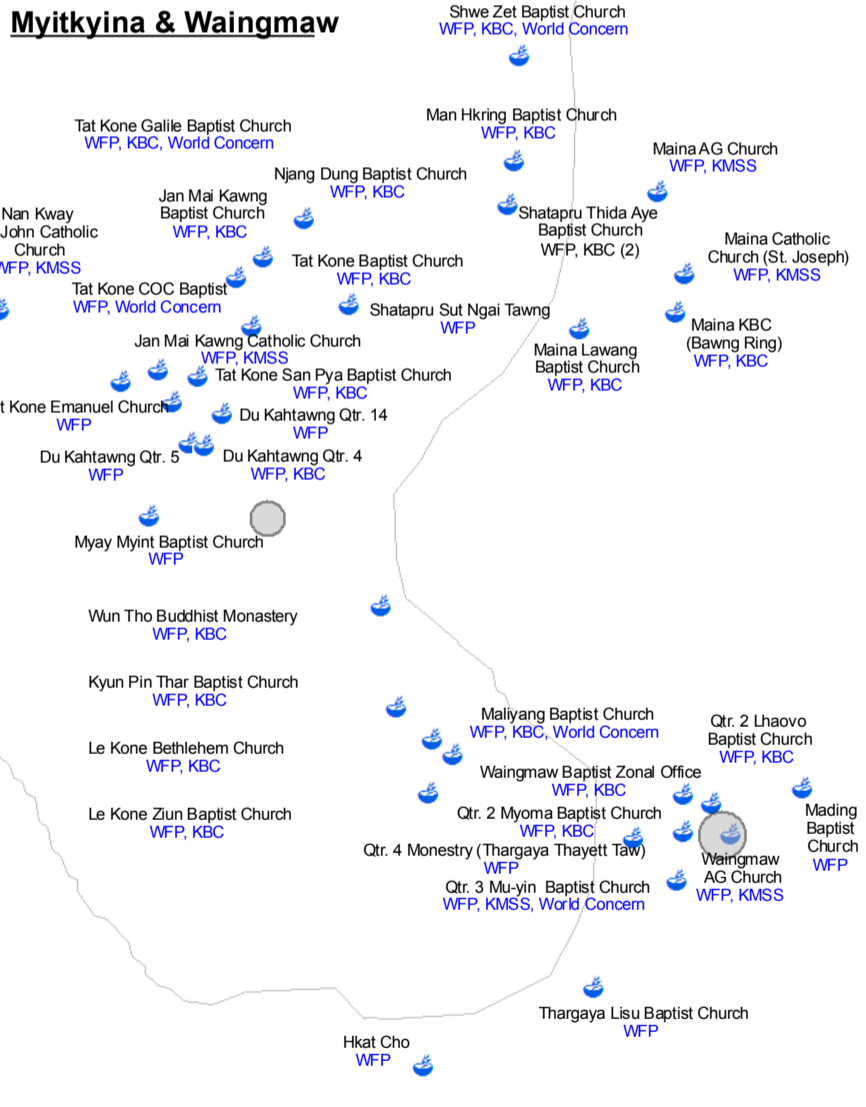 Myitkyina & Waingmaw
Shwe Zet Baptist Church
WFP, KBC, World Concern
Man Hkring Baptist Church
WFP, KBC
Tat Kone Galile Baptist Church
WFP, KBC, World Concern
Maina AG Church
WFP, KMSS
Njang Dung Baptist Church
WFP, KBC
Jan Mai Kawng
Baptist Church
WFP, KBC
Nan Kway
John Catholic
Church
WFP, KMSS
Shatapru Thida Aye
Baptist Church
WFP, KBC (2)
Maina Catholic
Church (St. Joseph)
WFP, KMSS
Tat Kone Baptist Church
WFP, KBC
Tat Kone COC Baptist
WFP, World Concern
Shatapru Sut Ngai Tawng
WFP
Maina KBC
(Bawng Ring)
WFP, KBC
Jan Mai Kawng Catholic Church
WFP, KMSS
Maina Lawang
Baptist Church
WFP, KBC
Tat Kone San Pya Baptist Church
WFP, KBC
t Kone Emanuel Church
WFP
Du Kahtawng Qtr. 14
WFP
Du Kahtawng Qtr. 5
WFP
Du Kahtawng Qtr. 4
WFP, KBC
Myay Myint Baptist Church
WFP
Wun Tho Buddhist Monastery
WFP, KBC
Kyun Pin Thar Baptist Church
WFP, KBC
Maliyang Baptist Church
WFP, KBC, World Concern
Qtr. 2 Lhaovo
Baptist Church
WFP, KBC
Le Kone Bethlehem Church
WFP, KBC
Waingmaw Baptist Zonal Office
WFP, KBC
Le Kone Ziun Baptist Church
WFP, KBC
Qtr. 2 Myoma Baptist Church
WFP, KBC
Mading
Baptist
Church
WFP
Qtr. 4 Monestry (Thargaya Thayett Taw)
WFP
Waingmaw
AG Church
WFP, KMSS
Qtr. 3 Mu-yin Baptist Church
WFP, KMSS, World Concern
Thargaya Lisu Baptist Church
WFP
Hkat Cho
WFP